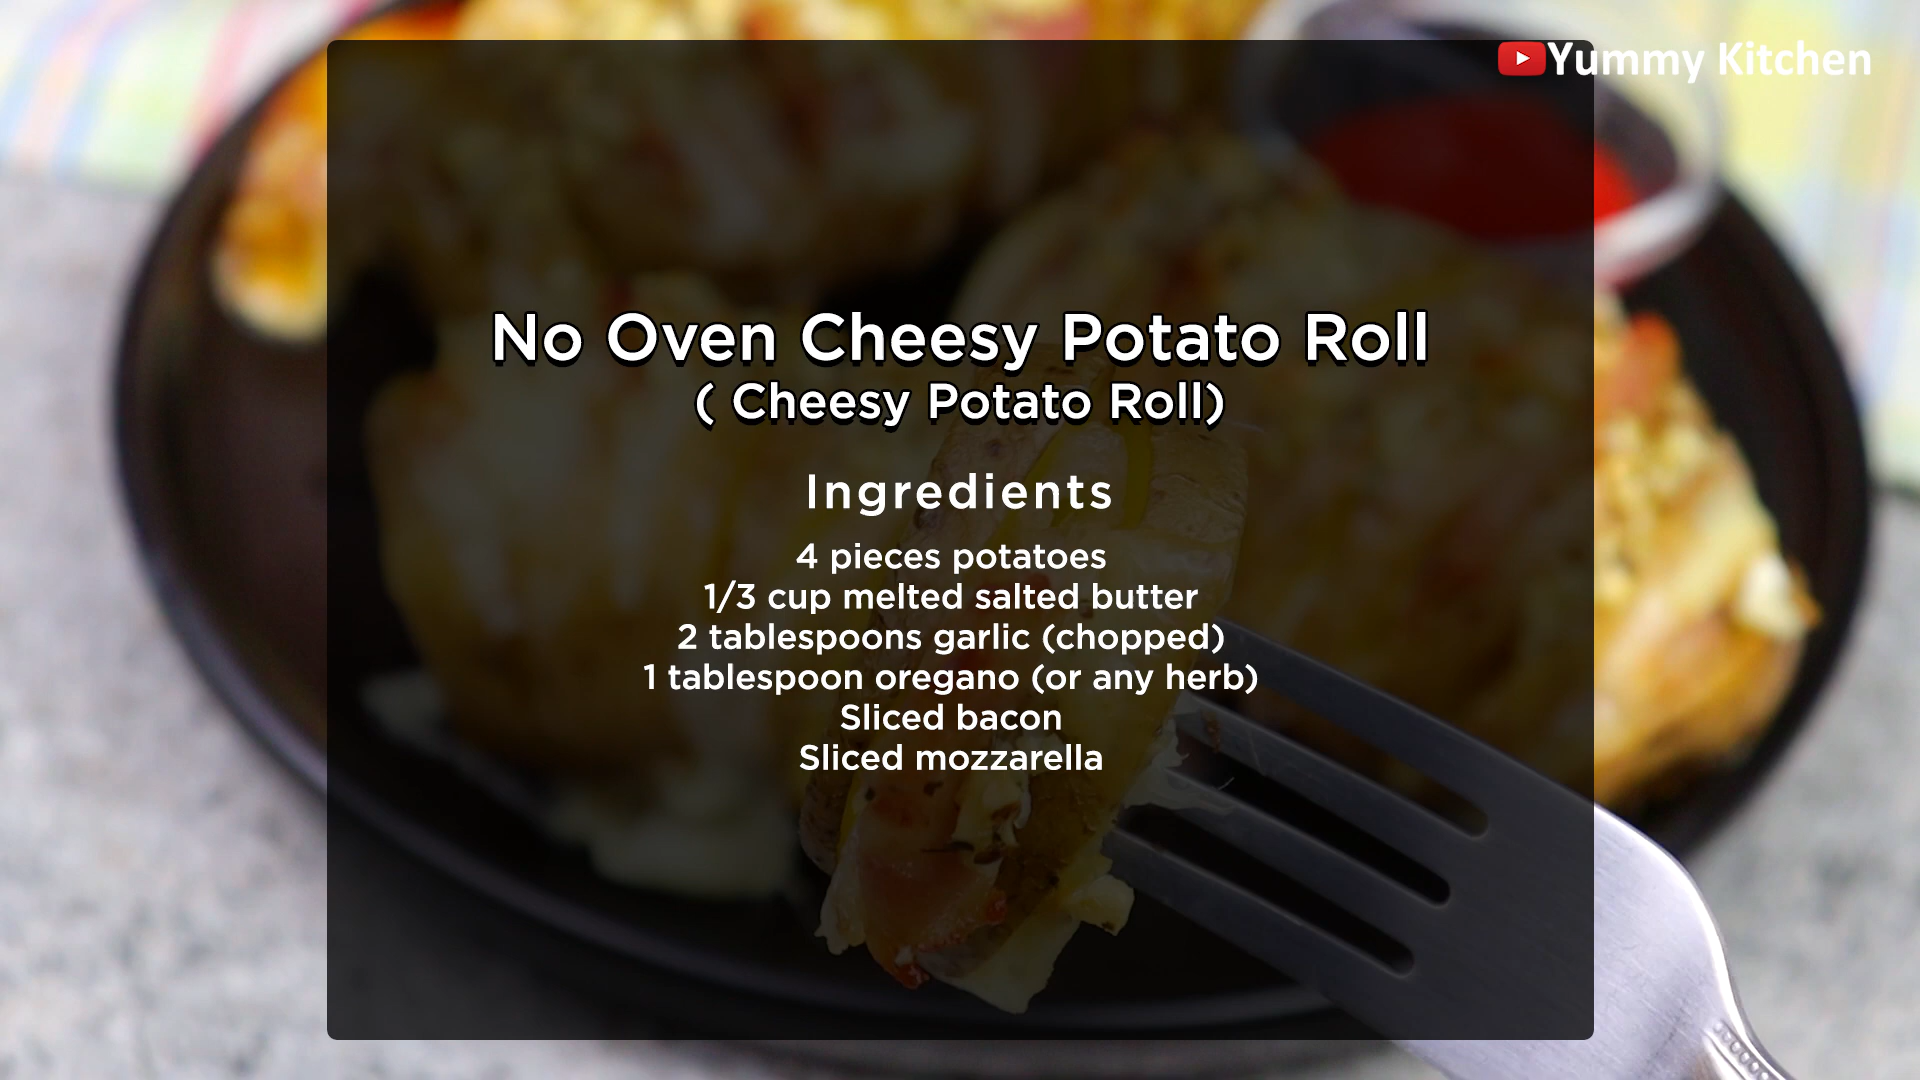 Yummy Kitchen
No Oven Cheesy Potato Roll
( Cheesy Potato Roll)
Ingredients
4 pieces potatoes
1/3 cup melted salted butter
2 tablespoons garlic (chopped)
1 tablespoon oregano (or any herb)
Sliced bacon
Sliced mozzarella